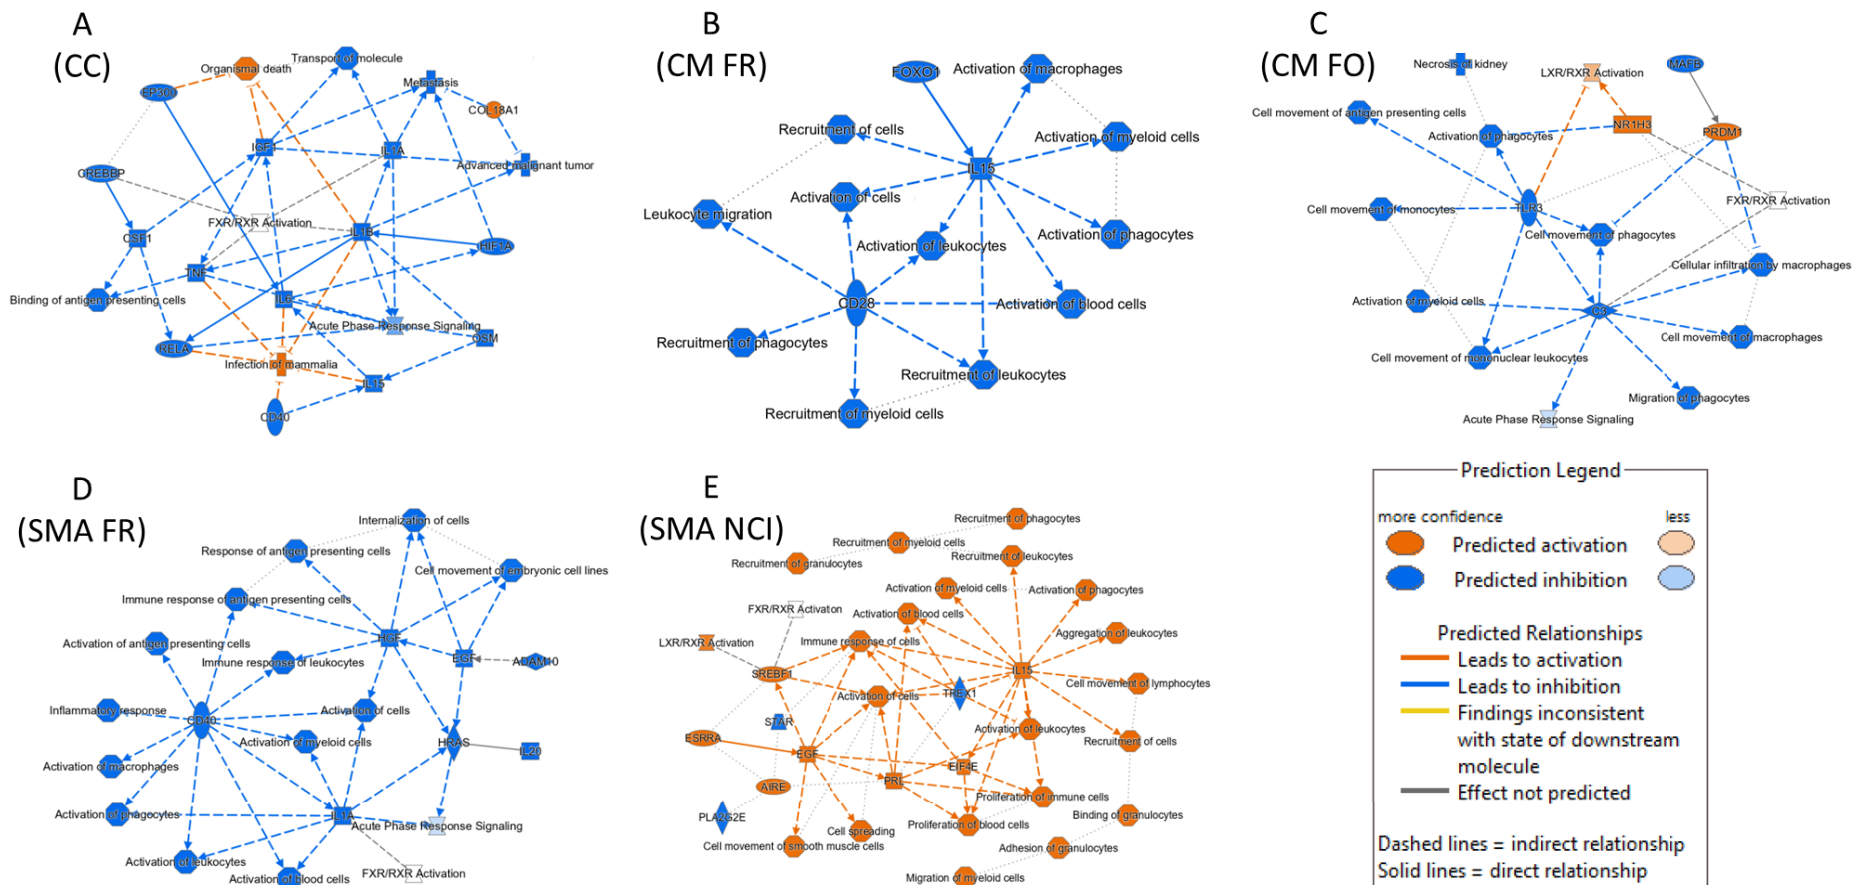 A
(CC)
Organismal death
Transport of molecule
Metastasis
EP300
COL18A1
IGF1
IL1A
Advanced malignant tumor
CREBBP
FXR/RXR Activation
CSF1
IL1B
HIF1A
TNF
Binding of antigen presenting cells
IL6
Acute Phase Response Signaling
OSM
RELA
Infection of mammalia
IL15
CD40
B
(CM FR)
FOXO1
Activation of macrophages
Recruitment of cells
Activation of myeloid cells
IL15
Activation of cells
Leukocyte migration
Activation of leukocytes
Activation of phagocytes
CD28
Activation of blood cells
Recruitment of phagocytes
Recruitment of leukocytes
Recruitment of myeloid cells
C
(CM FO)
Necrosis of kidney
LXR/RXR Activation
MAFB
Cell movement of antigen presenting cells
Activation of phagocytes
NR1H3
PRDM1
Cell movement of monocytes
TLR3
FXR/RXR Activation
Cell movement of phagocytes
Cellular infiltration by macrophages
Activation of myeloid cells
C3
Cell movement of macrophages
Cell movement of mononuclear leukocytes
Migration of phagocytes
Acute Phase Response Signaling
D
(SMA FR)
Internalization of cells
Response of antigen presenting cells
Cell movement of embryonic cell lines
Immune response of antigen presenting cells
Activation of antigen presenting cells
HGF
Immune response of leukocytes
EGF
ADAM10
Inflammatory response
CD40
Activation of cells
Activation of myeloid cells
HRAS
IL20
Activation of macrophages
Activation of phagocytes
IL1A
Acute Phase Response Signaling
Activation of leukocytes
Activation of blood cells
FXR/RXR Activation
E
(SMA NCI)
Recruitment of phagocytes
Recruitment of myeloid cells
Recruitment of leukocytes
Recruitment of granulocytes
Activation of myeloid cells
Activation of phagocytes
FXR/RXR Activation
Activation of blood cells
LXR/RXR Activation
Immune response of cells
Aggregation of leukocytes
SREBF1
IL15
Cell movement of lymphocytes
Activation of cells
TREX1
STAR
Activation of leukocytes
ESRRA
Recruitment of cells
EGF
EIF4E
PRL
AIRE
Proliferation of immune cells
PLA2G2E
Binding of granulocytes
Cell spreading
Proliferation of blood cells
Cell movement of smooth muscle cells
Adhesion of granulocytes
Migration of myeloid cells
Prediction Legend
more confidence
less
Predicted activation
Predicted inhibition
Predicted Relationships
Leads to activation
Leads to inhibition
Findings inconsistent
with state of downstream
molecule
Effect not predicted
Dashed lines = indirect relationship
Solid lines = direct relationship